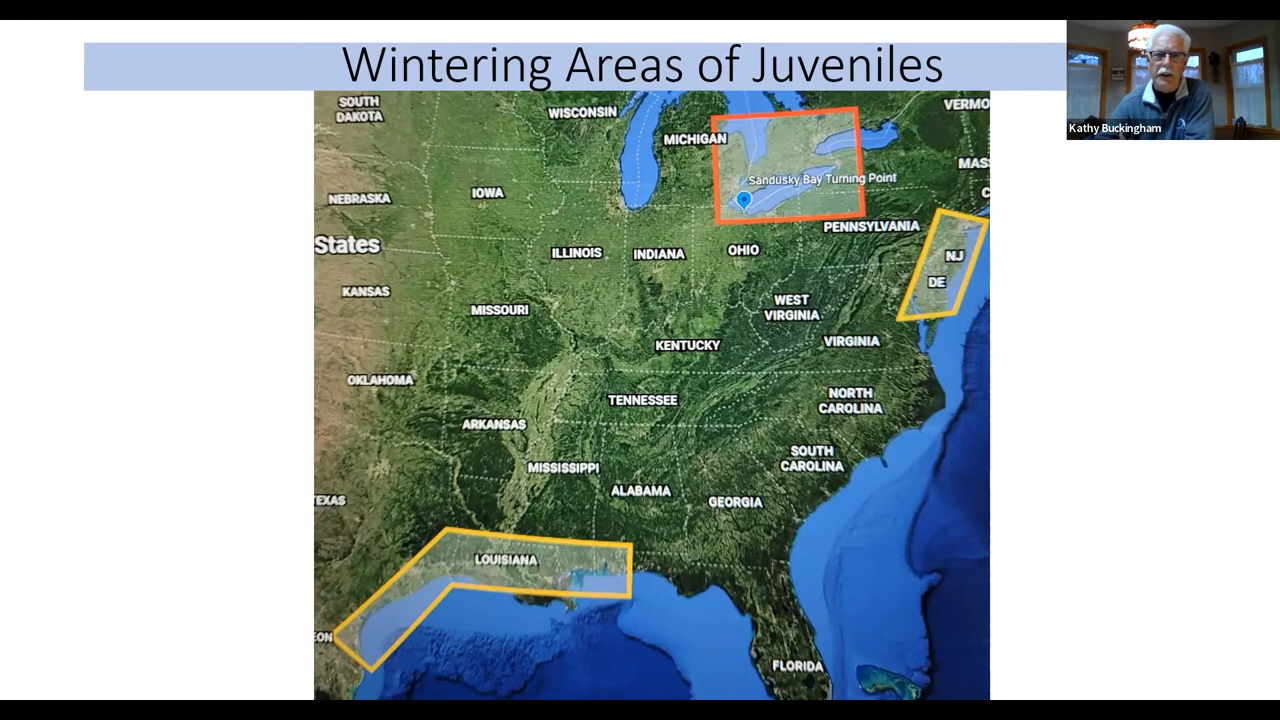 Wintering Areas of Juveniles
Kathy Buckingham
SOUTH
DAKOTA
WISCONSIN
VERMO
MICHIGAN
MASS
Sandusky Bay Turning Point
NEBRASKA
IOWA
C
PENNSYLVANIA
States
ILLINOIS
INDIANA
OHIO
NJ
DE
KANSAS
MISSOURI
WEST
VIRGINIA
KENTUCKY
VIRGINIA
OKLAHOMA
TENNESSEE
NORTH
CAROLINA
ARKANSAS
SOUTH
CAROLINA
MISSISSIPPI
ALABAMA
GEORGIA
TEXAS
LOUISIANA
EON
FLORIDA